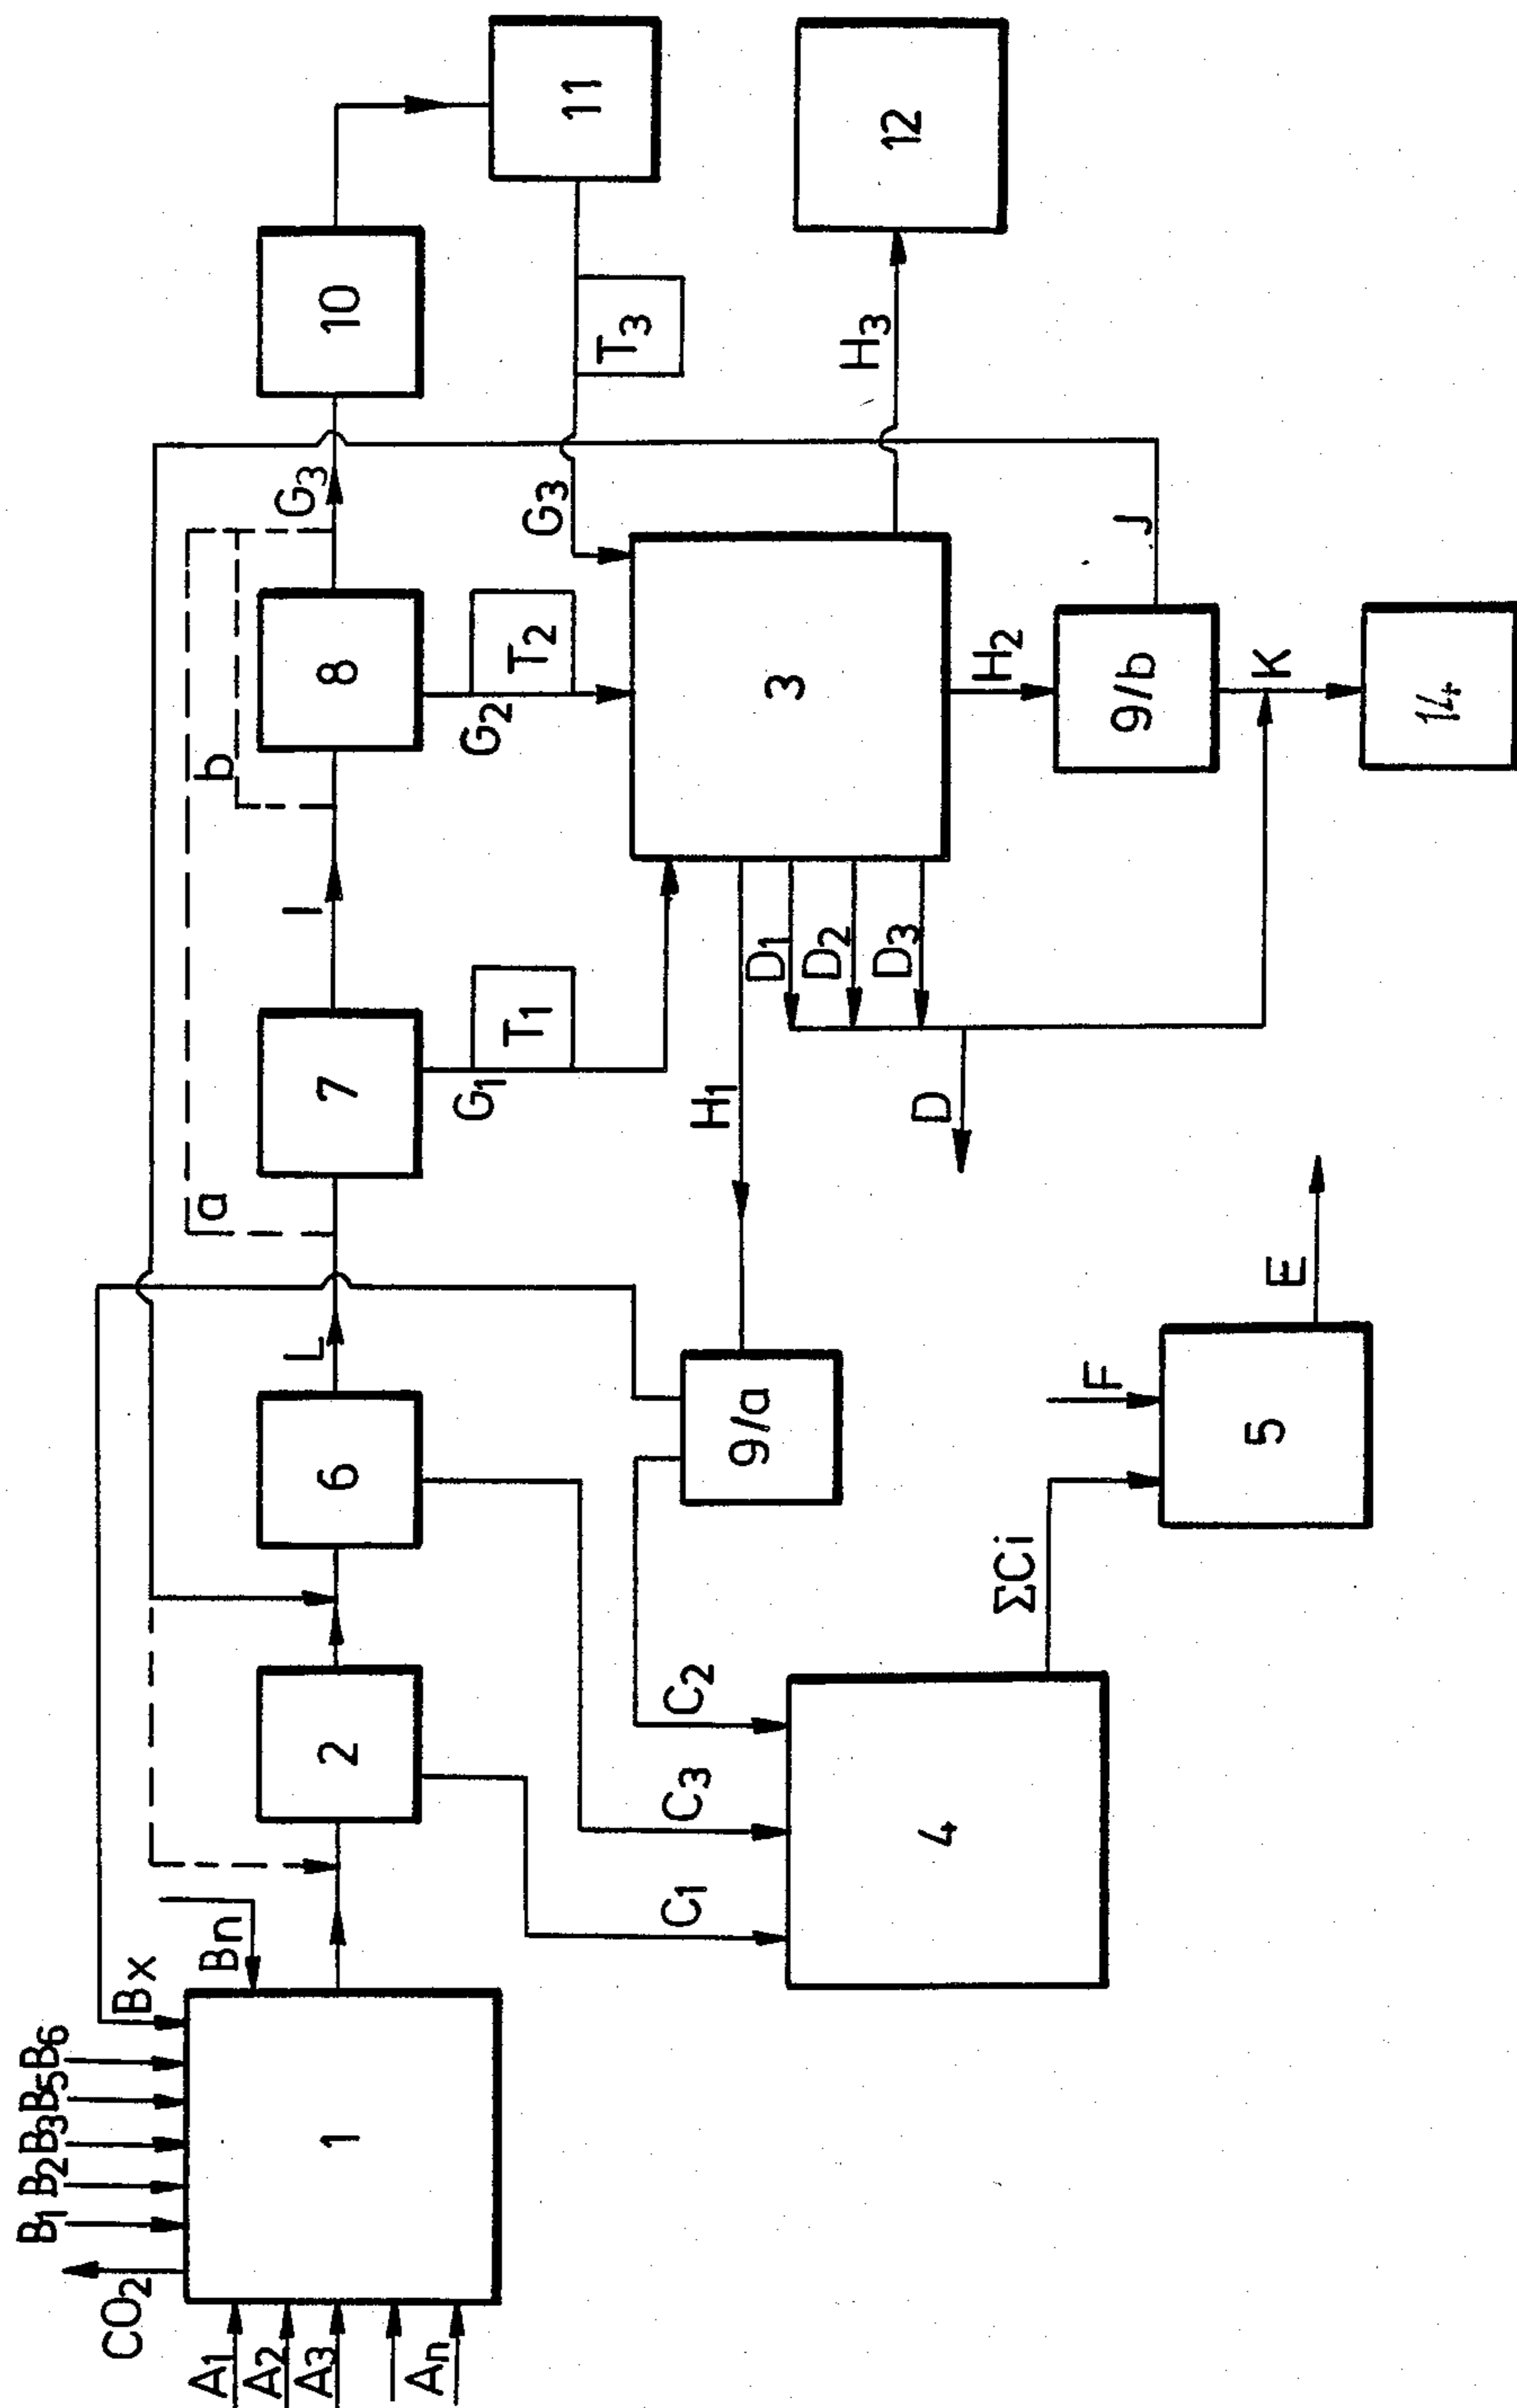 CO2
B1
B2
B3
B5
B6
Bx
Bn
A1
A2
A3
An
1
2
6
L
a
7
I
b
8
G3
10
11
C1
C3
C2
G1
T1
G2
T2
G3
T3
4
9/a
H1
D1
D2
D3
D
3
H3
12
ΣCi
F
5
E
H2
9/b
J
K
14